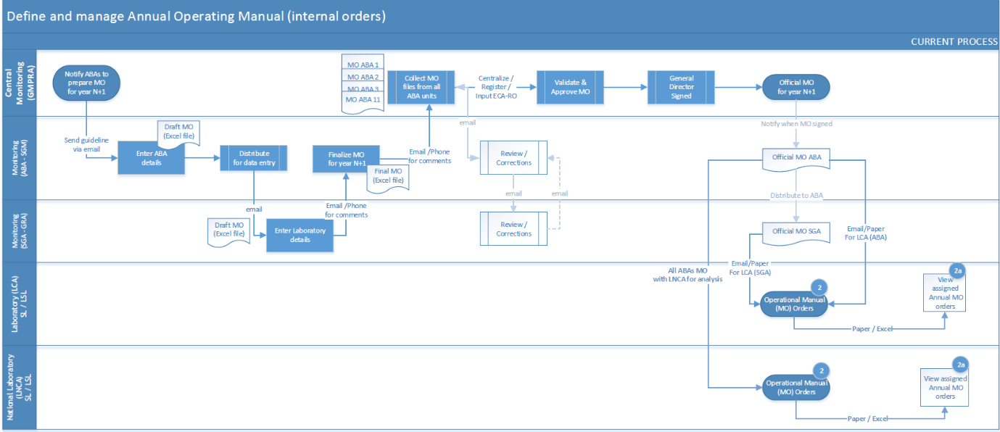 Define and manage Annual Operating Manual (internal orders)
CURRENT PROCESS
Central
Monitoring
(GMPRA)
Notify ABAs to
prepare MO
for year N+1
MO ABA 1
MO ABA 2
MO ABA 3
MO ABA 11
Collect MO
files from all
ABA units
Centralize /
Register /
Input ECA-RO
Validate &
Approve MO
General
Director
Signed
Official MO
for year N+1
Monitoring
(ABA - SGM)
Send guideline
via email
Draft MO
(Excel file)
Enter ABA
details
Distribute
for data entry
Finalize MO
for year N+1
Final MO
(Excel file)
Email /Phone
for comments
email
Review /
Corrections
Notify when MO signed
Official MO ABA
Distribute to ABA
Monitoring
(SGA - GRA)
email
Draft MO
(Excel file)
Enter Laboratory
details
Email /Phone
for comments
email
email
Review /
Corrections
Official MO SGA
Email/Paper
For LCA (ABA)
Laboratory (LCA)
SL / LSL
All ABAs MO
with LNCA for analysis
Email/Paper
For LCA (SGA)
2
Operational Manual
(MO) Orders
2a
View
assigned
Annual MO
orders
Paper / Excel
National Laboratory
(LNCA)
SL / LSL
2
Operational Manual
(MO) Orders
2a
View assigned
Annual MO
orders
Paper / Excel